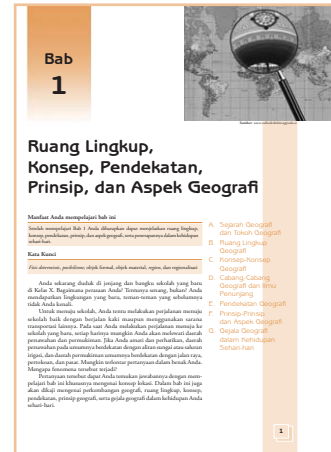 Bab
1
Ruang Lingkup,
Konsep, Pendekatan,
Prinsip, dan Aspek Geografi
Manfaat Anda mempelajari bab ini
Setelah mempelajari Bab 1 Anda diharapkan dapat menjelaskan ruang lingkup,
konsep, pendekatan, prinsip, dan aspek geografi, serta penerapannya dalam kehidupan
sehari-hari.
Kata Kunci
Fisis determinis, posibilisme, objek formal, objek material, region, dan regionalisasi
Anda sekarang duduk di jenjang dan bangku sekolah yang baru
di Kelas X. Bagaimana perasaan Anda? Tentunya senang, bukan? Anda
mendapatkan lingkungan yang baru, teman-teman yang sebelumnya
tidak Anda kenali.
Untuk menuju sekolah, Anda tentu melakukan perjalanan menuju
sekolah baik dengan berjalan kaki maupun menggunakan sarana
transportasi lainnya. Pada saat Anda melakukan perjalanan menuju ke
sekolah yang baru, setiap harinya mungkin Anda akan melewati daerah
persawahan dan permukiman. Jika Anda amati dan perhatikan, daerah
persawahan pada umumnya berdekatan dengan aliran sungai atau saluran
irigasi, dan daerah permukiman umumnya berdekatan dengan jalan raya,
pertokoan, dan pasar. Mungkin terlontar pertanyaan dalam benak Anda.
Mengapa fenomena tersebut terjadi?
Pertanyaan tersebut dapat Anda temukan jawabannya dengan mem-
pelajari bab ini khususnya mengenai konsep lokasi. Dalam bab ini juga
akan dikaji mengenai perkembangan geografi, ruang lingkup, konsep,
pendekatan, prinsip geografi, serta gejala geografi dalam kehidupan Anda
sehari-hari.
A. Sejarah Geografi
dan Tokoh Geografi
B. Ruang Lingkup
Geografi
C. Konsep-Konsep
Geografi
D. Cabang-Cabang
Geografi dan Ilmu
Penunjang
E. Pendekatan Geografi
F. Prinsip-Prinsip
dan Aspek Geografi
G. Gejala Geografi
dalam Kehidupan
Sehari-hari
1